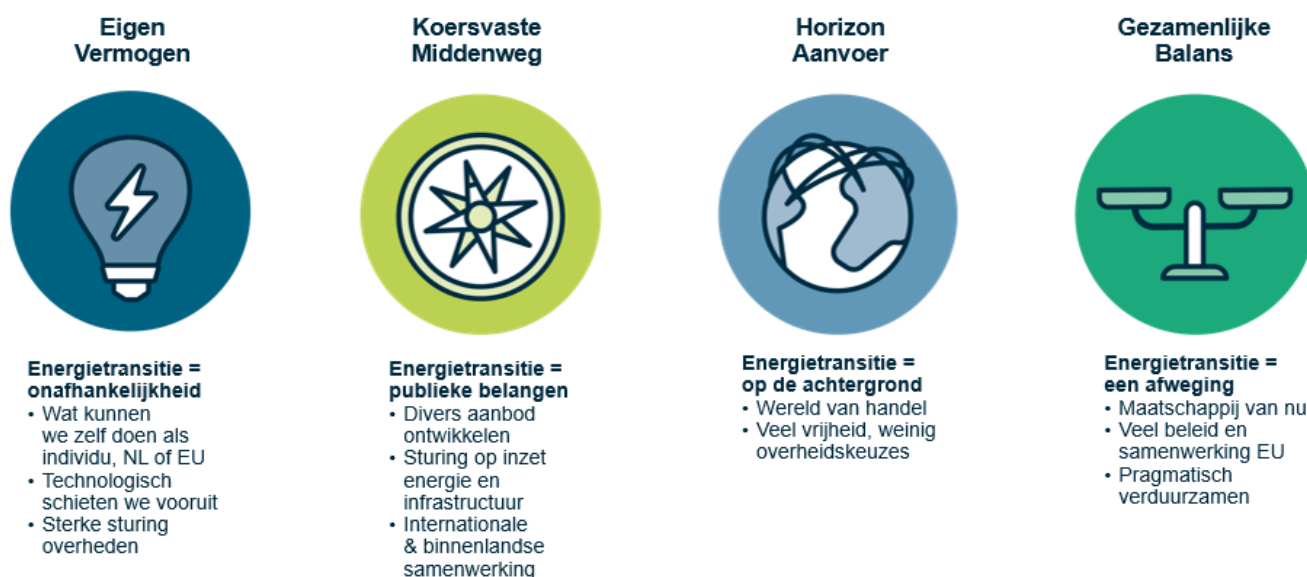 Eigen
Vermogen
Energietransitie =
onafhankelijkheid
• Wat kunnen
we zelf doen als
individu, NL of EU
• Technologisch
schieten we vooruit
• Sterke sturing
overheden
Koersvaste
Middenweg
Energietransitie =
publieke belangen
• Divers aanbod
ontwikkelen
• Sturing op inzet
energie en
infrastructuur
• Internationale
& binnenlandse
samenwerking
Horizon
Aanvoer
Energietransitie =
op de achtergrond
• Wereld van handel
• Veel vrijheid, weinig
overheidskeuzes
Gezamenlijke
Balans
Energietransitie =
een afweging
• Maatschappij van nu
• Veel beleid en
samenwerking EU
• Pragmatisch
verduurzamen